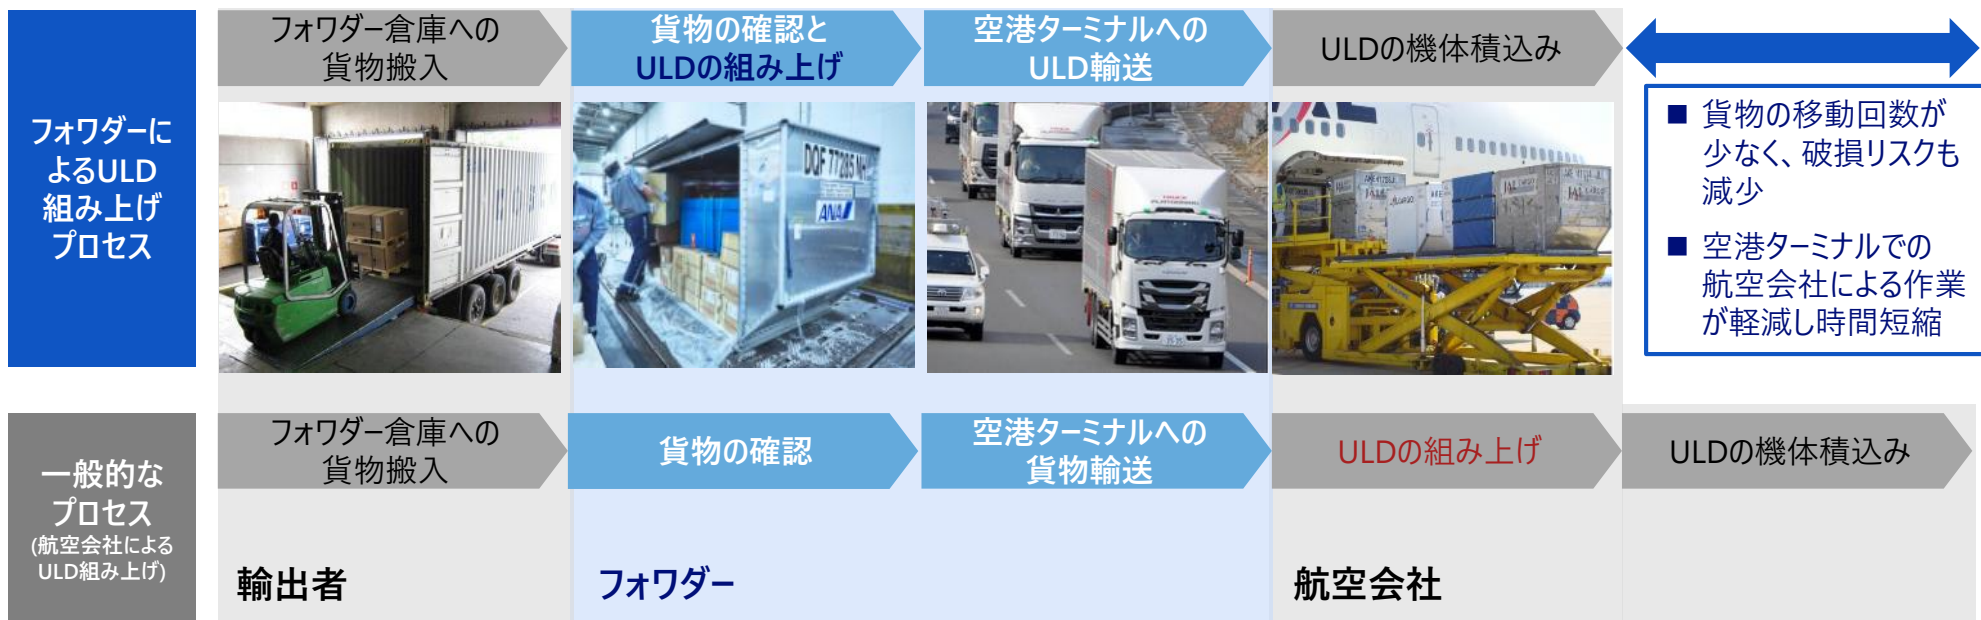 フォワダーに
よるULD
組み上げ
プロセス
フォワダー倉庫への
貨物搬入
貨物の確認と
ULDの組み上げ
空港ターミナルへの
ULD輸送
ULDの機体積込み
DQF 77285 NH
ANA
JAL CARGO
■ 貨物の移動回数が
少なく、破損リスクも
減少
■ 空港ターミナルでの
航空会社による作業
が軽減し時間短縮
一般的な
プロセス
(航空会社による
ULD組み上げ)
フォワダー倉庫への
貨物搬入
貨物の確認
空港ターミナルへの
貨物輸送
ULDの組み上げ
ULDの機体積込み
輸出者
フォワダー
航空会社